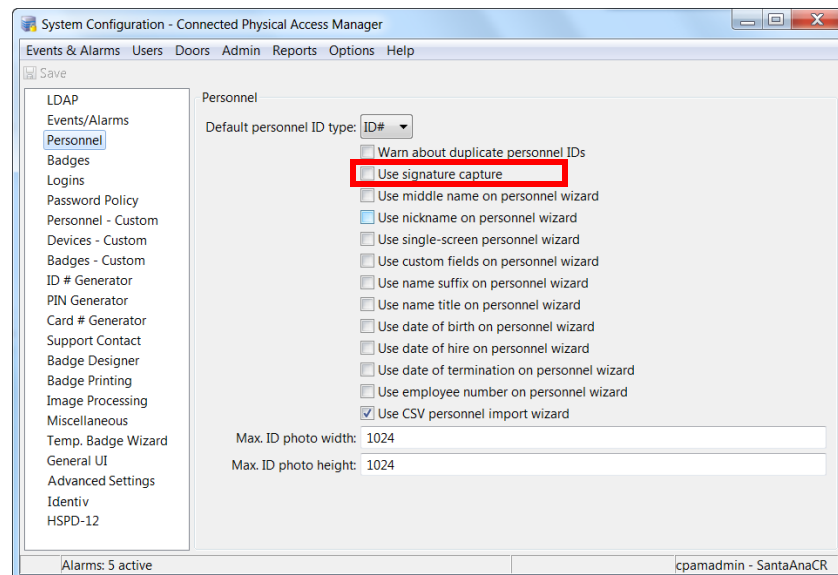 System Configuration - Connected Physical Access Manager
Events & Alarms Users Doors Admin Reports Options Help
Save
LDAP
Events/Alarms
Personnel
Badges
Logins
Password Policy
Personnel - Custom
Devices - Custom
Badges - Custom
ID # Generator
PIN Generator
Card # Generator
Support Contact
Badge Designer
Badge Printing
Image Processing
Miscellaneous
Temp. Badge Wizard
General UI
Advanced Settings
Identiv
HSPD-12
Personnel
Default personnel ID type: ID#
Warn about duplicate personnel IDs
Use signature capture
Use middle name on personnel wizard
Use nickname on personnel wizard
Use single-screen personnel wizard
Use custom fields on personnel wizard
Use name suffix on personnel wizard
Use name title on personnel wizard
Use date of birth on personnel wizard
Use date of hire on personnel wizard
Use date of termination on personnel wizard
Use employee number on personnel wizard
Use CSV personnel import wizard
Max. ID photo width: 1024
Max. ID photo height: 1024
Alarms: 5 active cpamadmin - SantaAnaCR